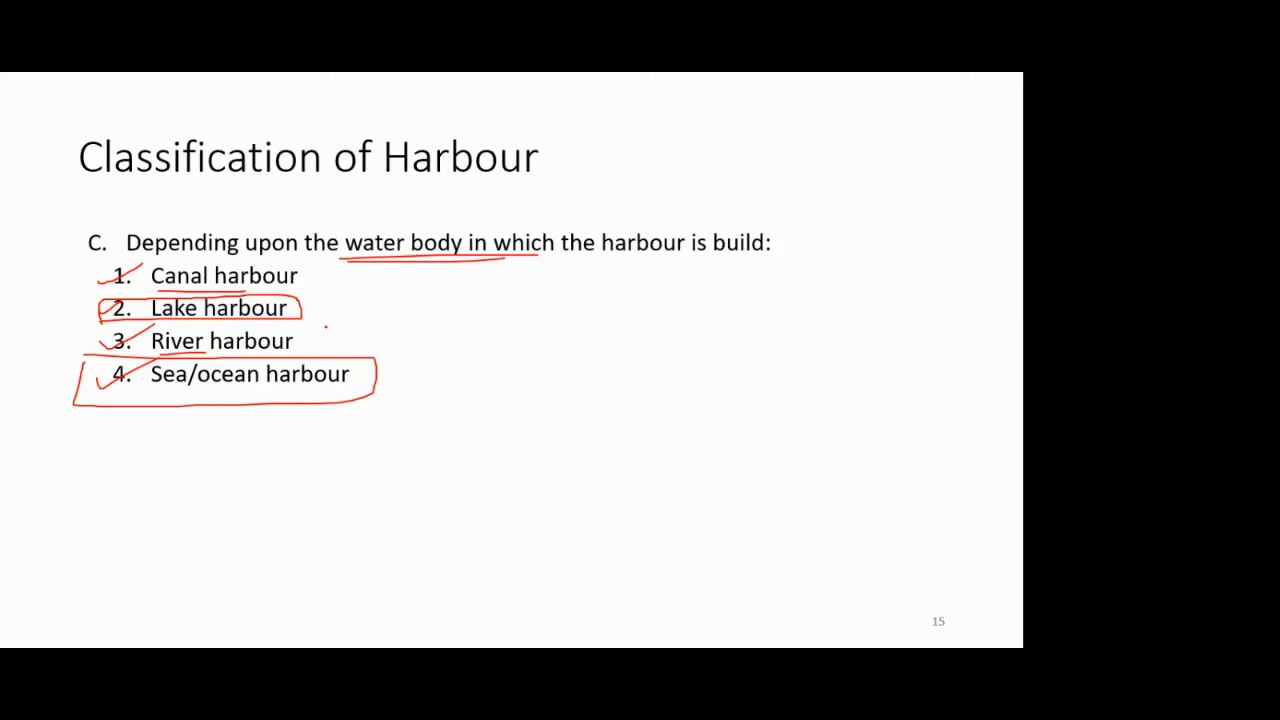 Classification of Harbour
C. Depending upon the water body in which the harbour is build:
1. Canal harbour
2. Lake harbour
3. River harbour
4. Sea/ocean harbour
15